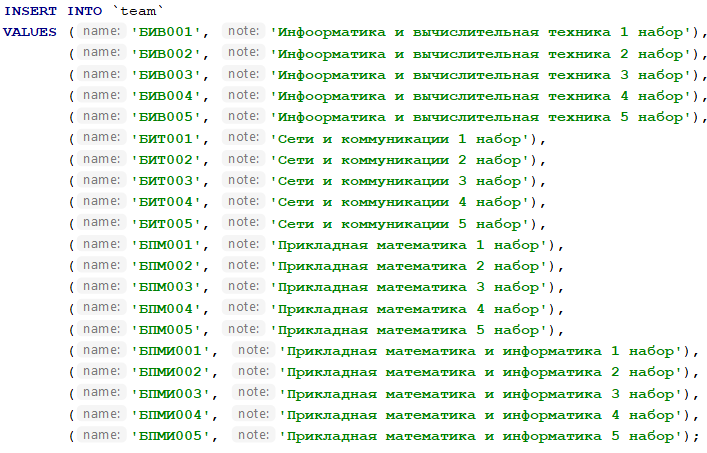 INSERT INTO `team`
VALUES (name: 'БИВ001', note: 'Инфоорматика и вычислительная техника 1 набор'),
(name: 'БИВ002', note: 'Инфоорматика и вычислительная техника 2 набор'),
(name: 'БИВ003', note: 'Инфоорматика и вычислительная техника 3 набор'),
(name: 'БИВ004', note: 'Инфоорматика и вычислительная техника 4 набор'),
(name: 'БИВ005', note: 'Инфоорматика и вычислительная техника 5 набор'),
(name: 'БИТ001', note: 'Сети и коммуникации 1 набор'),
(name: 'БИТ002', note: 'Сети и коммуникации 2 набор'),
(name: 'БИТ003', note: 'Сети и коммуникации 3 набор'),
(name: 'БИТ004', note: 'Сети и коммуникации 4 набор'),
(name: 'БИТ005', note: 'Сети и коммуникации 5 набор'),
(name: 'БПМ001', note: 'Прикладная математика 1 набор'),
(name: 'БПМ002', note: 'Прикладная математика 2 набор'),
(name: 'БПМ003', note: 'Прикладная математика 3 набор'),
(name: 'БПМ004', note: 'Прикладная математика 4 набор'),
(name: 'БПМ005', note: 'Прикладная математика 5 набор'),
(name: 'БПМИ001', note: 'Прикладная математика и информатика 1 набор'),
(name: 'БПМИ002', note: 'Прикладная математика и информатика 2 набор'),
(name: 'БПМИ003', note: 'Прикладная математика и информатика 3 набор'),
(name: 'БПМИ004', note: 'Прикладная математика и информатика 4 набор'),
(name: 'БПМИ005', note: 'Прикладная математика и информатика 5 набор');